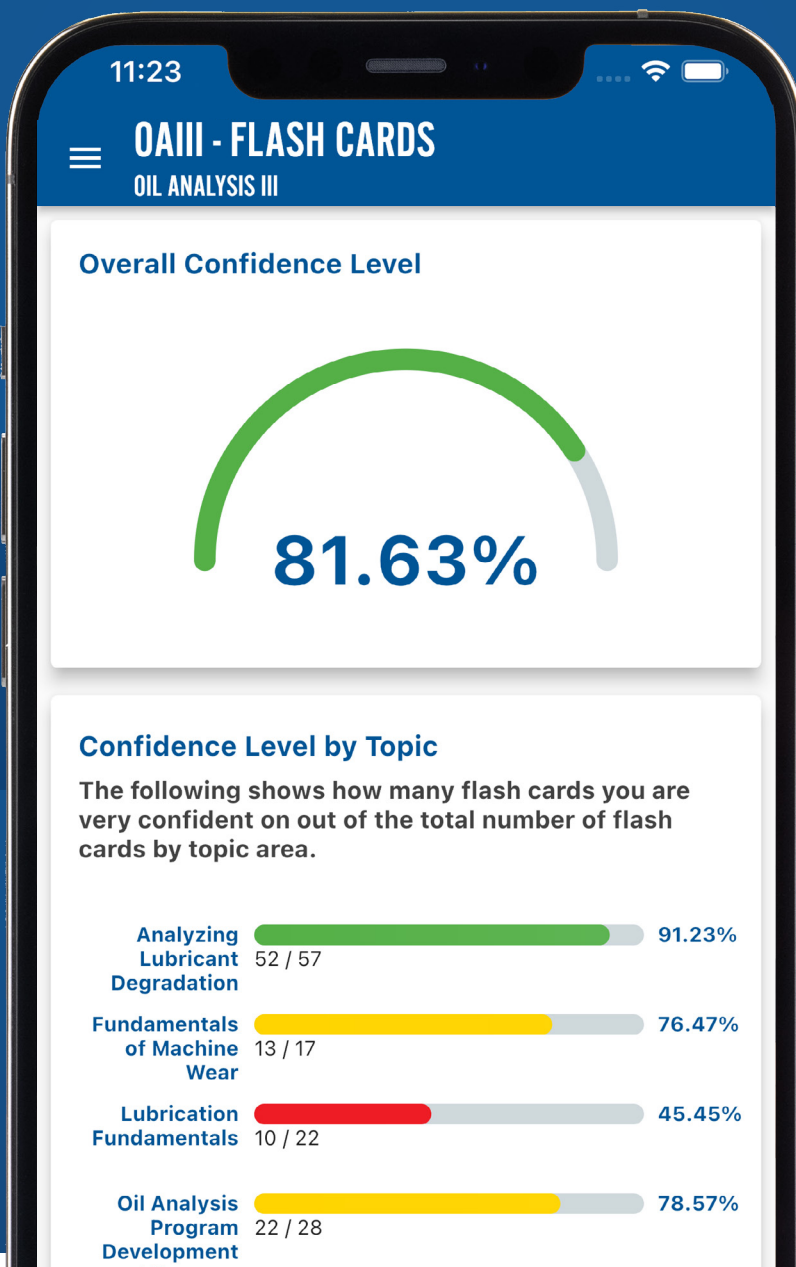 11:23
OAIII - FLASH CARDS
OIL ANALYSIS III
Overall Confidence Level
81.63%
Confidence Level by Topic
The following shows how many flash cards you are
very confident on out of the total number of flash
cards by topic area.
Analyzing
Lubricant
Degradation
52 / 57
91.23%
Fundamentals
of Machine
Wear
13 / 17
76.47%
Lubrication
Fundamentals
10 / 22
45.45%
Oil Analysis
Program
Development
22 / 28
78.57%